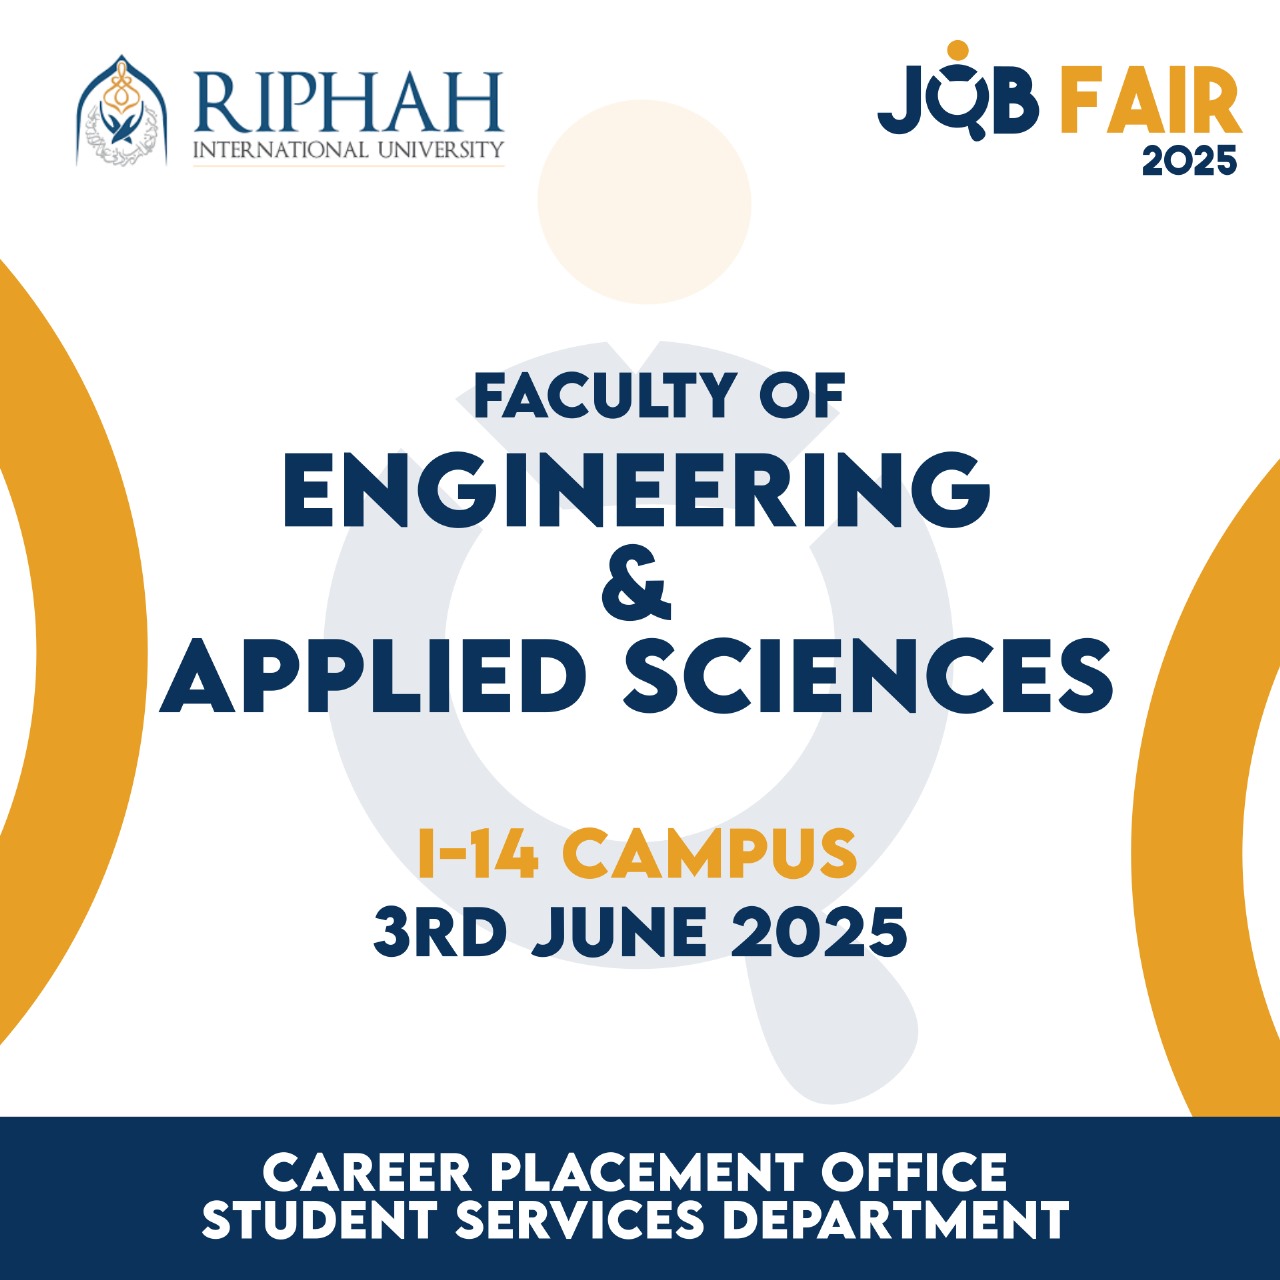 RIPHAH
INTERNATIONAL UNIVERSITY
JOB FAIR
2025
FACULTY OF
ENGINEERING
&
APPLIED SCIENCES
I-14 CAMPUS
3RD JUNE 2025
CAREER PLACEMENT OFFICE
STUDENT SERVICES DEPARTMENT